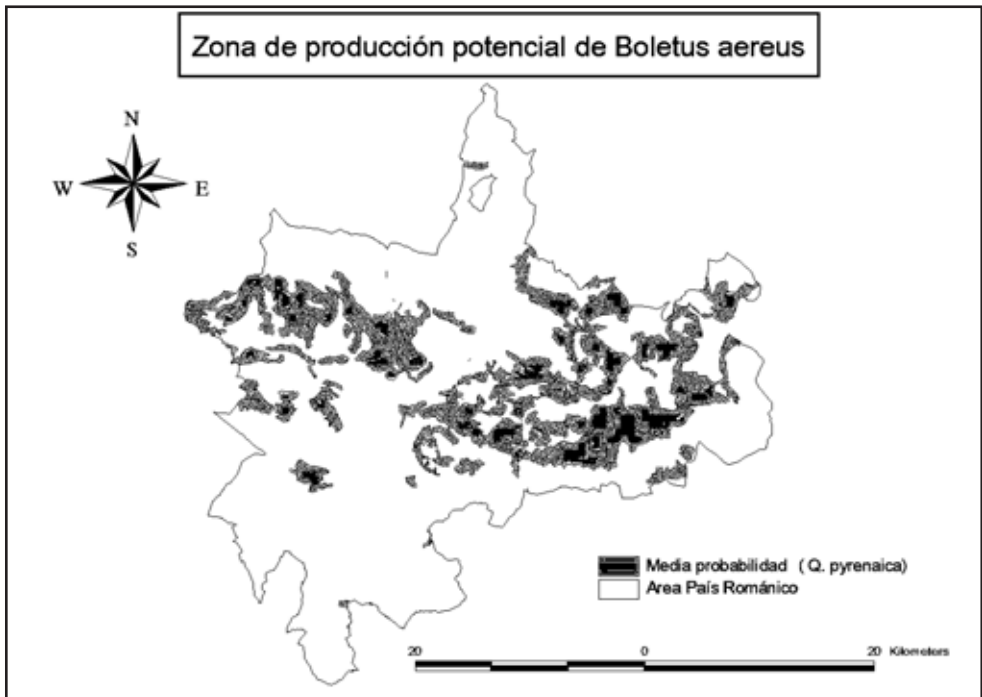 Zona de producción potencial de Boletus aereus
N
W
E
S
Media probabilidad ( Q. pyrenaica)
Area País Románico
20
0
20 Kilometers